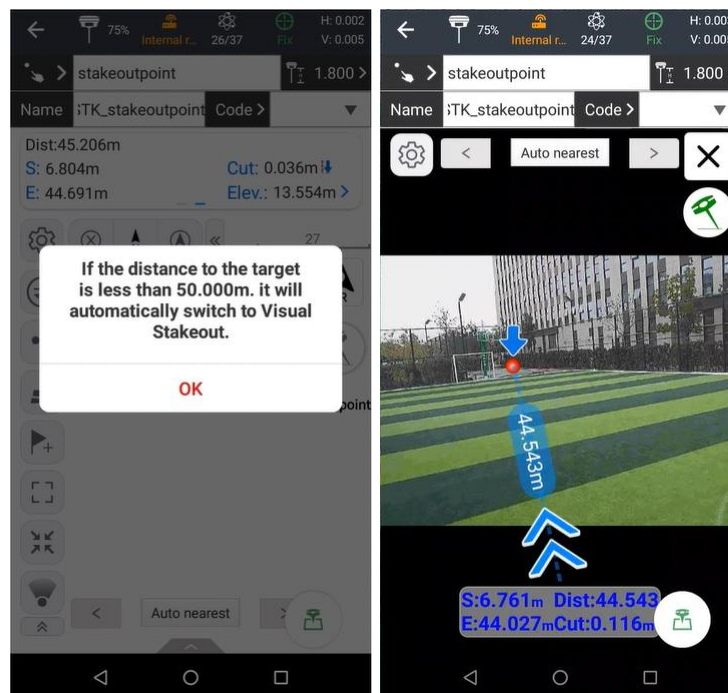 75%
Internal r...
26/37
Fix
H: 0.002
V: 0.005
stakeoutpoint
1.800
Name
STK_stakeoutpoint
Code
Dist:45.206m
S: 6.804m
Cut: 0.036m
E: 44.691m
Elev.: 13.554m
27
If the distance to the target
is less than 50.000m. it will
automatically switch to Visual
Stakeout.
OK
point
Auto nearest
75%
Internal r...
24/37
Fix
H: 0.00
V: 0.00
stakeoutpoint
1.800
Name
STK_stakeoutpoint
Code
Auto nearest
44.543m
S:6.761m Dist:44.543
E:44.027mCut:0.116m